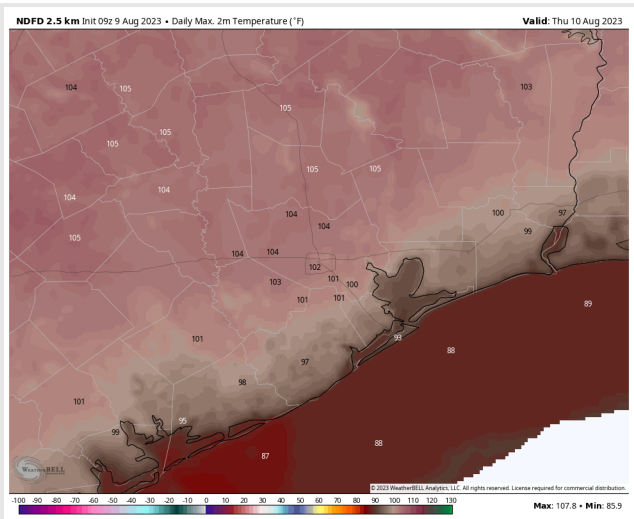 NDFD 2.5 km Init 09z 9 Aug 2023 • Daily Max. 2m Temperature (°F) Valid: Thu 10 Aug 2023
104 105 103
105
105 105
105 105
104 104
104 100 97
105 104 99
104 104
102
103 101 100
101 101 89
101 93 88
97
98
101 95
99
87 88
WEATHERBELL
© 2023 WeatherBELL Analytics, LLC. All rights reserved. License required for commercial distribution.
-100 -90 -80 -70 -60 -50 -40 -30 -20 -10 0 10 20 30 40 50 60 70 80 90 100 110 120 130
Max: 107.8 • Min: 85.9